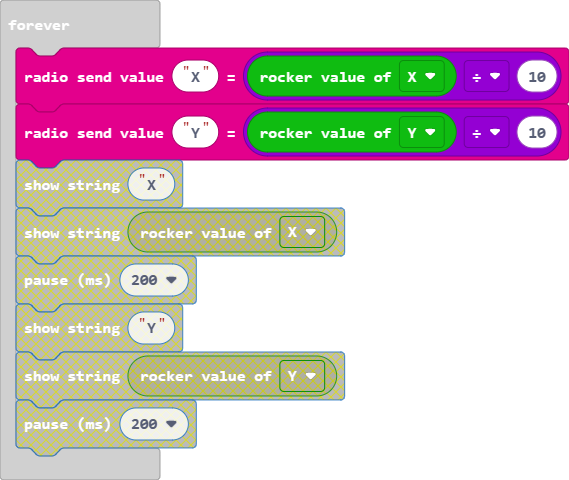 forever
radio send value "X" = rocker value of X ÷ 10
radio send value "Y" = rocker value of Y ÷ 10
show string "X"
show string rocker value of X
pause (ms) 200
show string "Y"
show string rocker value of Y
pause (ms) 200